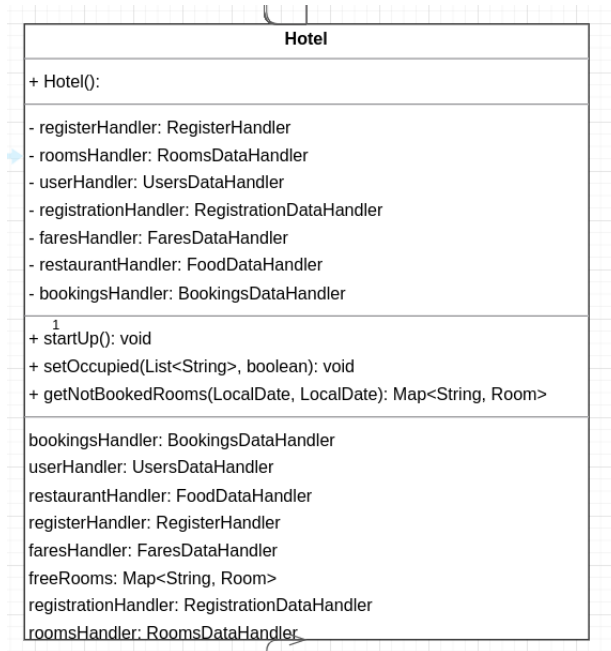 Hotel
+ Hotel():
- registerHandler: RegisterHandler
- roomsHandler: RoomsDataHandler
- userHandler: UsersDataHandler
- registrationHandler: RegistrationDataHandler
- faresHandler: FaresDataHandler
- restaurantHandler: FoodDataHandler
- bookingsHandler: BookingsDataHandler
1
+ startUp(): void
+ setOccupied(List<String>, boolean): void
+ getNotBookedRooms(LocalDate, LocalDate): Map<String, Room>
bookingsHandler: BookingsDataHandler
userHandler: UsersDataHandler
restaurantHandler: FoodDataHandler
registerHandler: RegisterHandler
faresHandler: FaresDataHandler
freeRooms: Map<String, Room>
registrationHandler: RegistrationDataHandler
roomsHandler: RoomsDataHandler